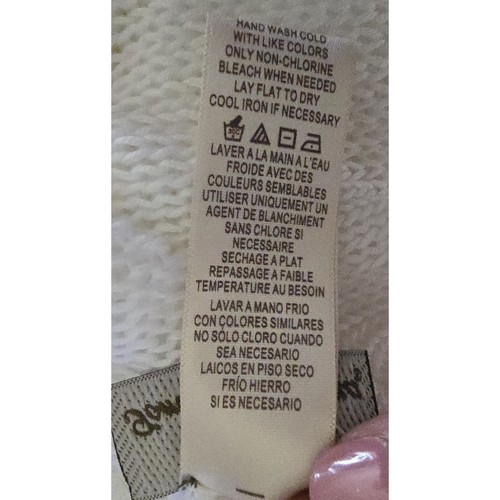 HAND WASH COLD
WITH LIKE COLORS
ONLY NON-CHLORINE
BLEACH WHEN NEEDED
LAY FLAT TO DRY
COOL IRON IF NECESSARY
LAVER A LA MAIN A L'EAU
FROIDE AVEC DES
COULEURS SEMBLABLES
UTILISER UNIQUEMENT UN
AGENT DE BLANCHIMENT
SANS CHLORE SI
NECESSAIRE
SECHAGE A PLAT
REPASSAGE A FAIBLE
TEMPERATURE AU BESOIN
LAVAR A MANO FRIO
CON COLORES SIMILARES
NO SÓLO CLORO CUANDO
SEA NECESARIO
LAICOS EN PISO SECO
FRÍO HIERRO
SI ES NECESARIO